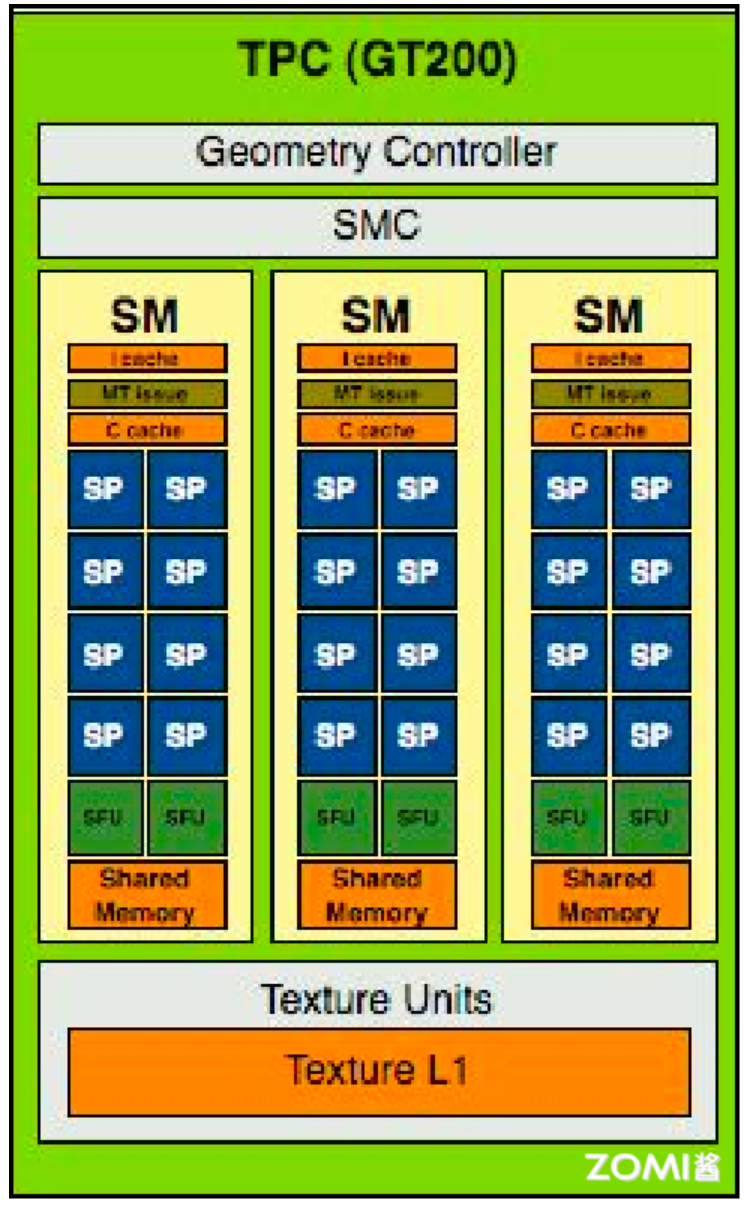 TPC (GT200)
Geometry Controller
SMC
SM SM SM
I cache I cache I cache
MT issue MT issue MT issue
C cache C cache C cache
SP SP SP SP SP SP
SP SP SP SP SP SP
SP SP SP SP SP SP
SP SP SP SP SP SP
SFU SFU SFU SFU SFU SFU
Shared Shared Shared
Memory Memory Memory
Texture Units
Texture L1
ZOMI酱